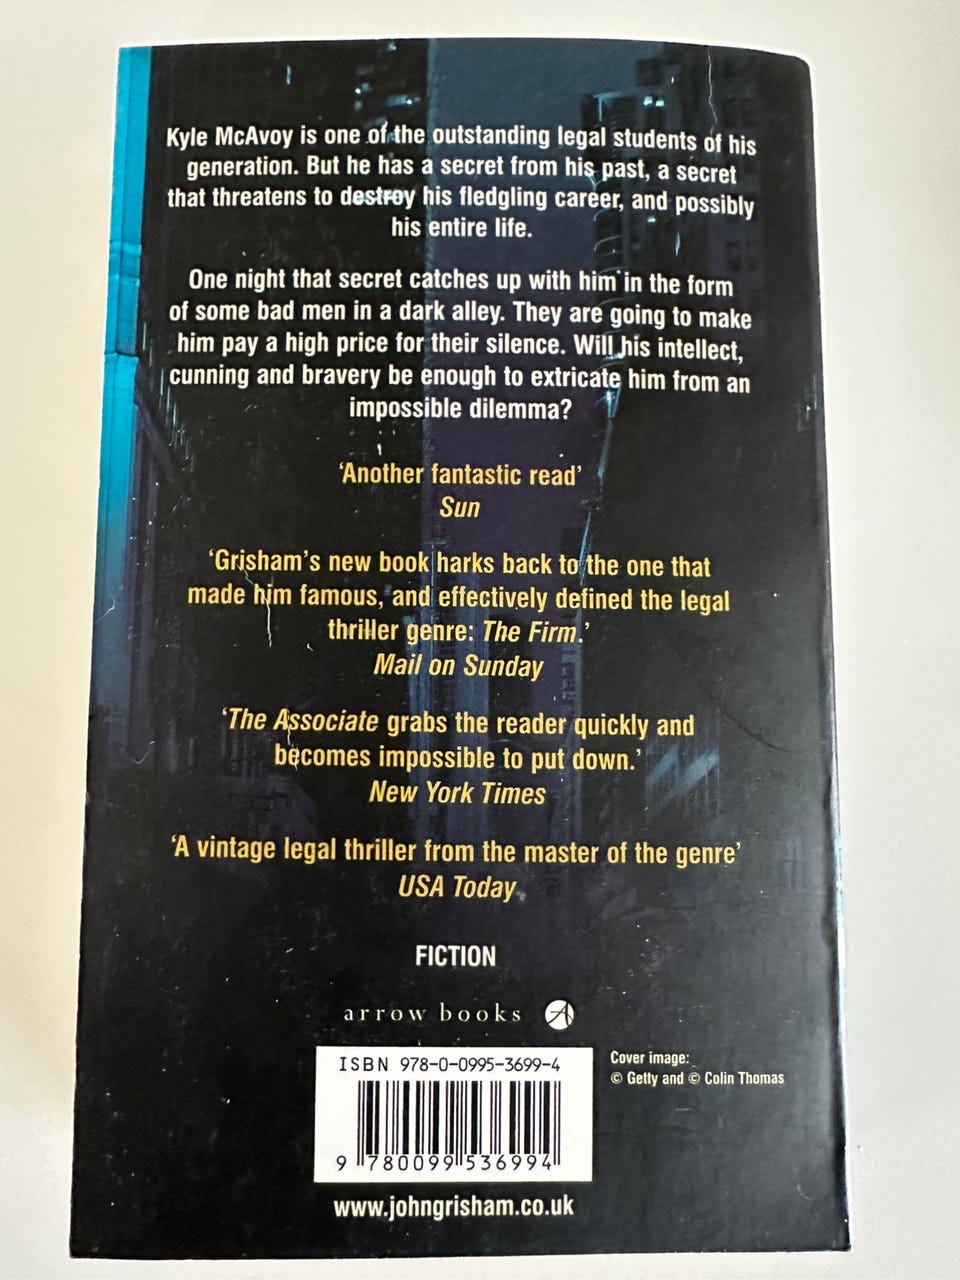 Kyle McAvoy is one of the outstanding legal students of his
generation. But he has a secret from his past, a secret
that threatens to destroy his fledgling career, and possibly
his entire life.
One night that secret catches up with him in the form
of some bad men in a dark alley. They are going to make
him pay a high price for their silence. Will his intellect,
cunning and bravery be enough to extricate him from an
impossible dilemma?
‘Another fantastic read’
Sun
‘Grisham’s new book harks back to the one that
made him famous, and effectively defined the legal
thriller genre: The Firm.’
Mail on Sunday
‘The Associate grabs the reader quickly and
becomes impossible to put down.’
New York Times
‘A vintage legal thriller from the master of the genre’
USA Today
FICTION
arrow books
ISBN 978-0-0995-3699-4
Cover image:
© Getty and © Colin Thomas
9 780099 536994
www.johngrisham.co.uk